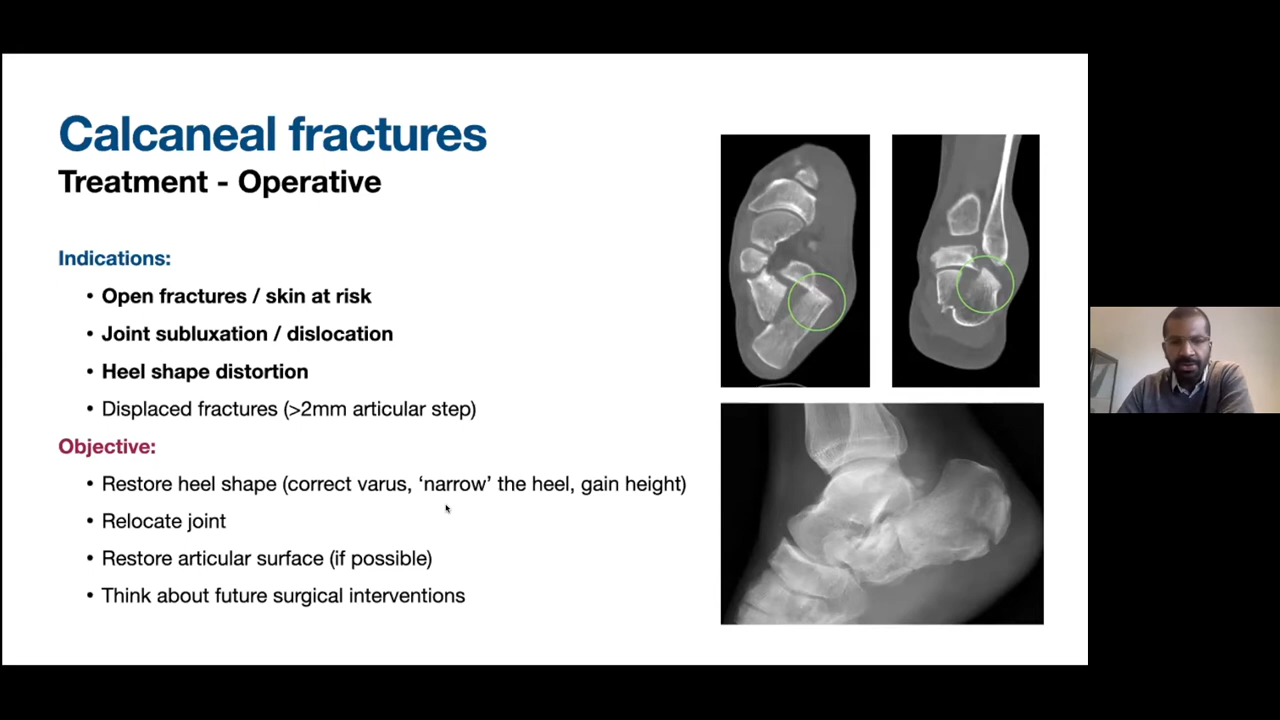 Calcaneal fractures
Treatment - Operative
Indications:
• Open fractures / skin at risk
• Joint subluxation / dislocation
• Heel shape distortion
• Displaced fractures (>2mm articular step)
Objective:
• Restore heel shape (correct varus, ‘narrow’ the heel, gain height)
• Relocate joint
• Restore articular surface (if possible)
• Think about future surgical interventions